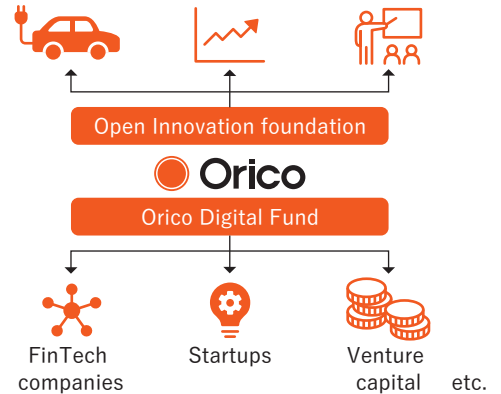 Open Innovation foundation
Orico
Orico Digital Fund
FinTech
companies
Startups
Venture
capital etc.